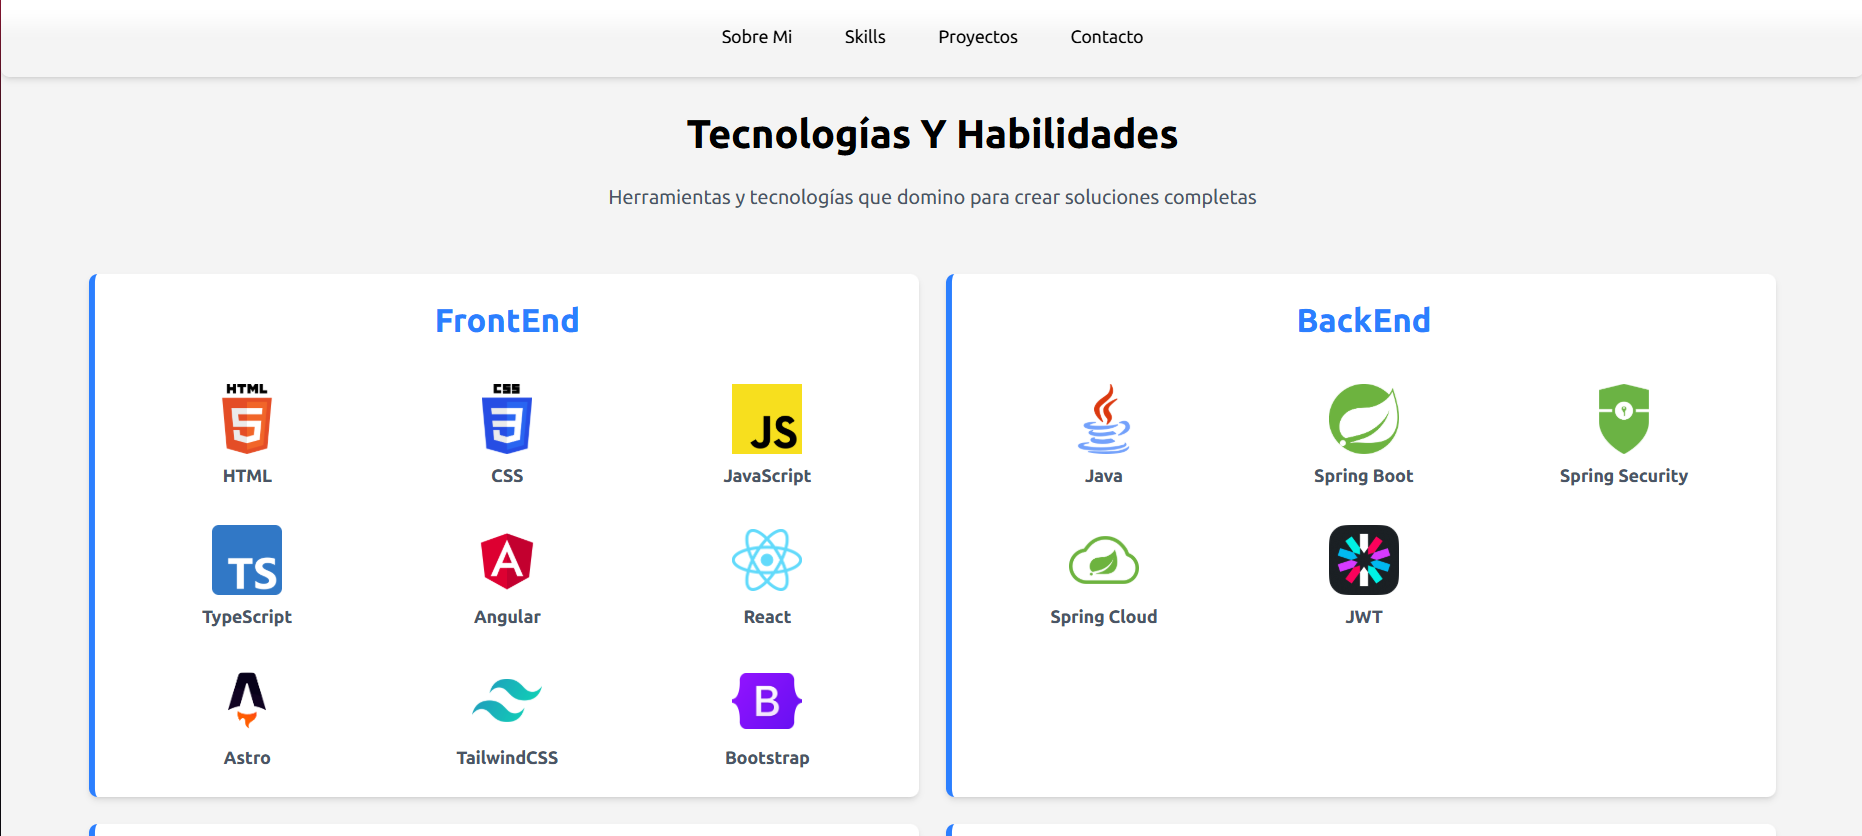 Sobre Mi Skills Proyectos Contacto
Tecnologías Y Habilidades
Herramientas y tecnologías que domino para crear soluciones completas
FrontEnd
HTML CSS JS
5 3
HTML CSS JavaScript
TS A
TypeScript Angular React
B
Astro TailwindCSS Bootstrap
BackEnd
Java Spring Boot Spring Security
Spring Cloud JWT